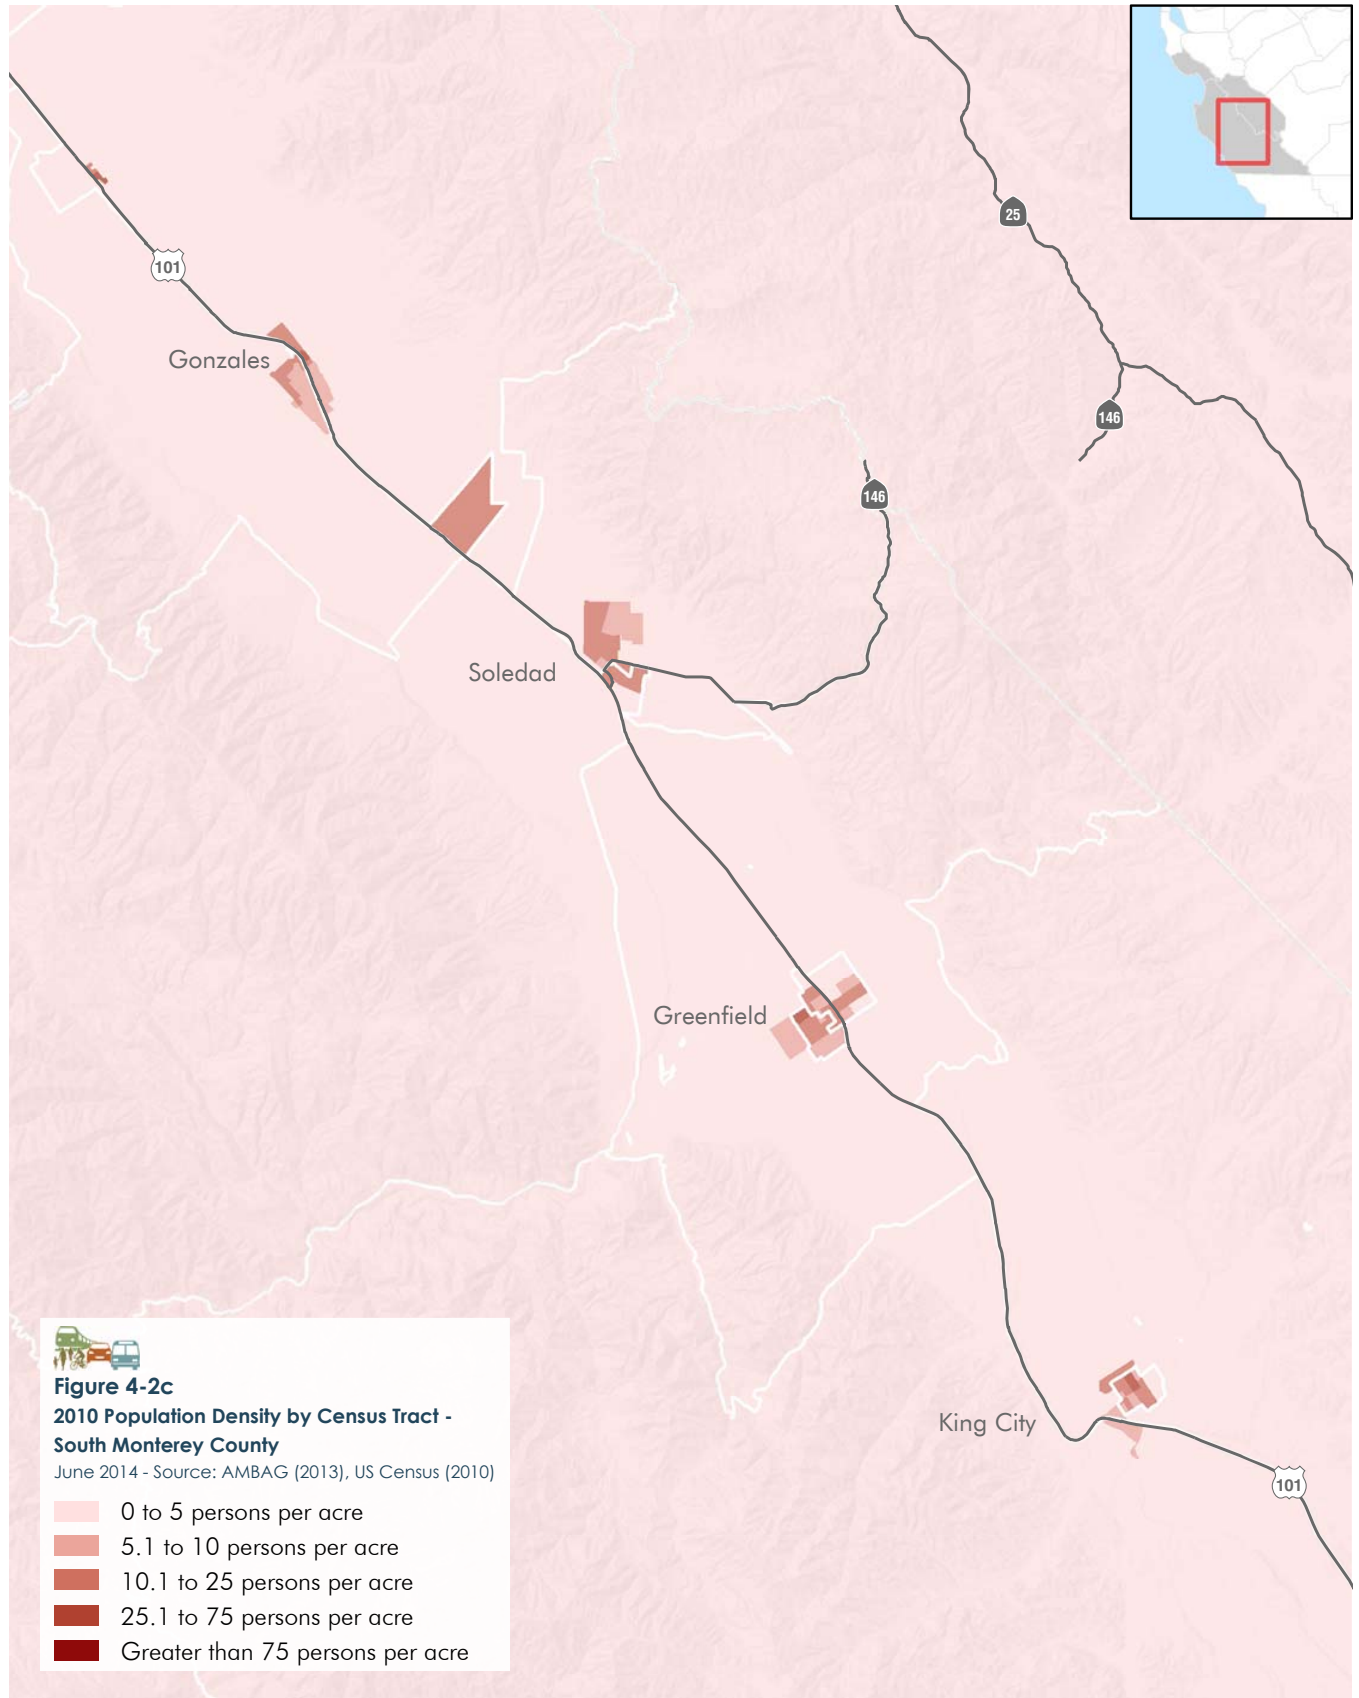 25
101
Gonzales
146
146
Soledad
Greenfield
King City
101
Figure 4-2c
2010 Population Density by Census Tract -
South Monterey County
June 2014 - Source: AMBAG (2013), US Census (2010)
0 to 5 persons per acre
5.1 to 10 persons per acre
10.1 to 25 persons per acre
25.1 to 75 persons per acre
Greater than 75 persons per acre